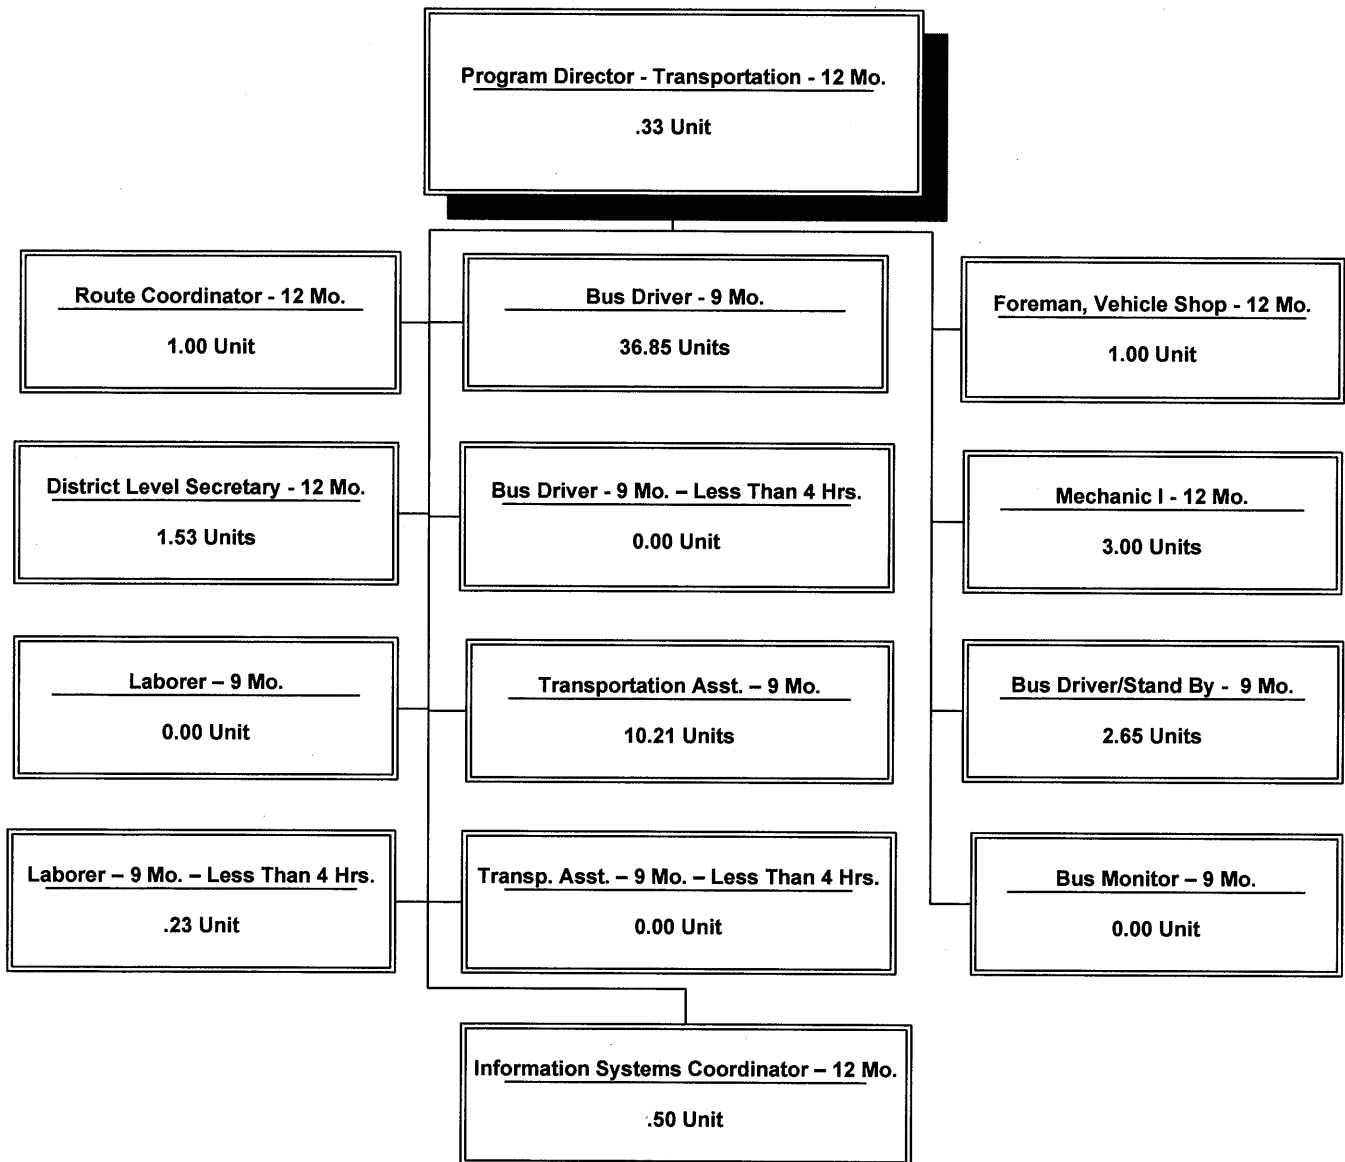 Program Director - Transportation - 12 Mo.
.33 Unit
Route Coordinator - 12 Mo.
1.00 Unit
Bus Driver - 9 Mo.
36.85 Units
Foreman, Vehicle Shop - 12 Mo.
1.00 Unit
District Level Secretary - 12 Mo.
1.53 Units
Bus Driver - 9 Mo. – Less Than 4 Hrs.
0.00 Unit
Mechanic I - 12 Mo.
3.00 Units
Laborer – 9 Mo.
0.00 Unit
Transportation Asst. – 9 Mo.
10.21 Units
Bus Driver/Stand By - 9 Mo.
2.65 Units
Laborer – 9 Mo. – Less Than 4 Hrs.
.23 Unit
Transp. Asst. – 9 Mo. – Less Than 4 Hrs.
0.00 Unit
Bus Monitor – 9 Mo.
0.00 Unit
Information Systems Coordinator – 12 Mo.
.50 Unit